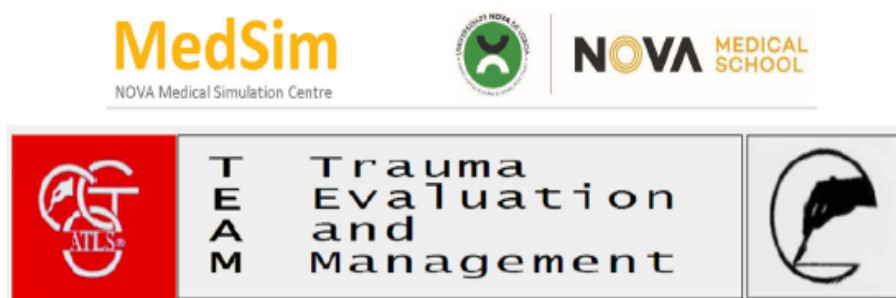 MedSim
NOVA Medical Simulation Centre
NOVA MEDICAL
SCHOOL
ATLS®
T Trauma
E Evaluation
A and
M Management